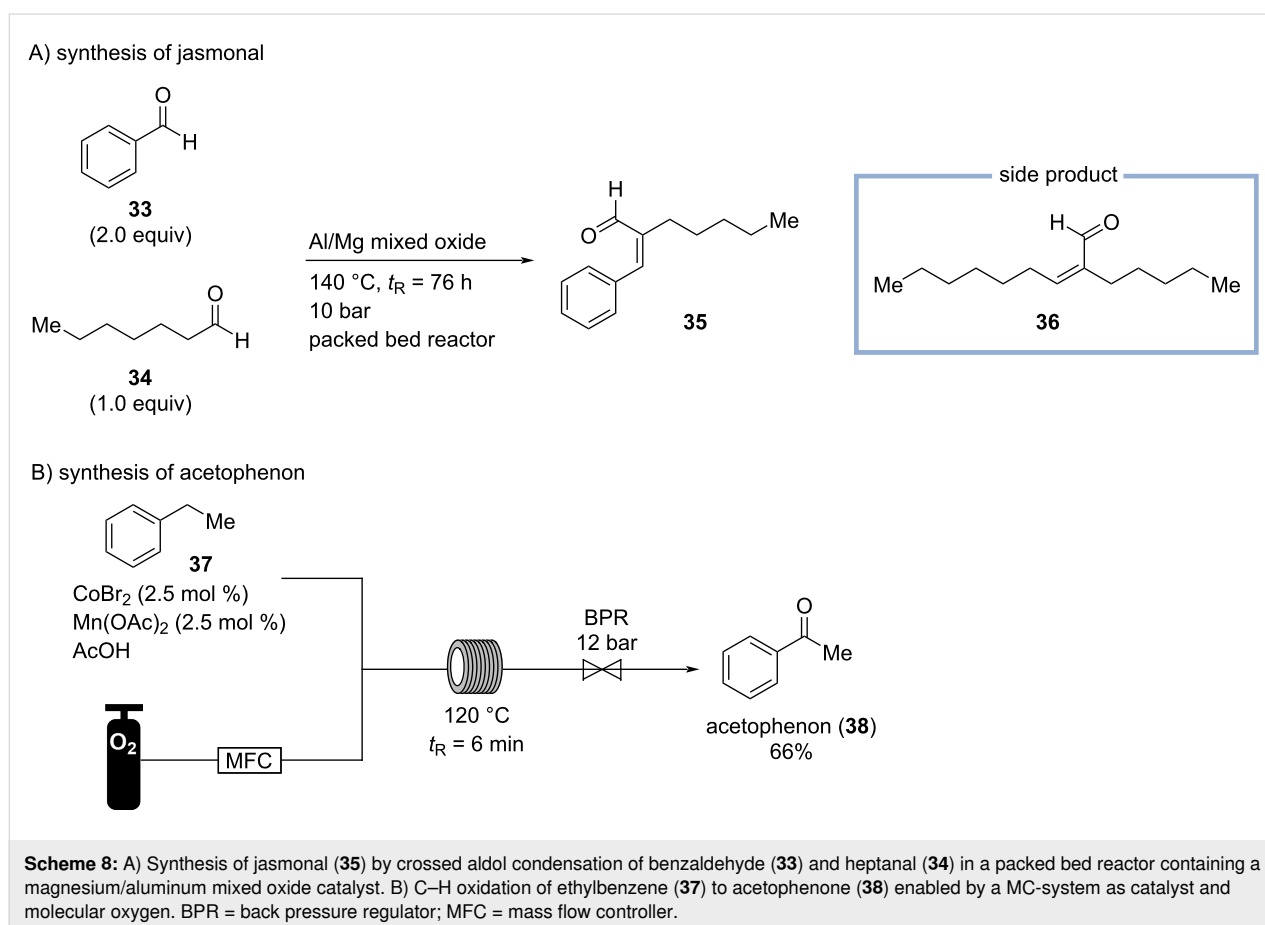 A) synthesis of jasmonal
O
H
33
(2.0 equiv)
O
Me
H
34
(1.0 equiv)
Al/Mg mixed oxide
140 °C, tR = 76 h
10 bar
packed bed reactor
H
O
Me
35
side product
H
O
Me
Me
36
B) synthesis of acetophenon
Me
37
CoBr2 (2.5 mol %)
Mn(OAc)2 (2.5 mol %)
AcOH
O2
MFC
120 °C
tR = 6 min
BPR
12 bar
O
Me
acetophenon (38)
66%
Scheme 8: A) Synthesis of jasmonal (35) by crossed aldol condensation of benzaldehyde (33) and heptanal (34) in a packed bed reactor containing a
magnesium/aluminum mixed oxide catalyst. B) C–H oxidation of ethylbenzene (37) to acetophenone (38) enabled by a MC-system as catalyst and
molecular oxygen. BPR = back pressure regulator; MFC = mass flow controller.